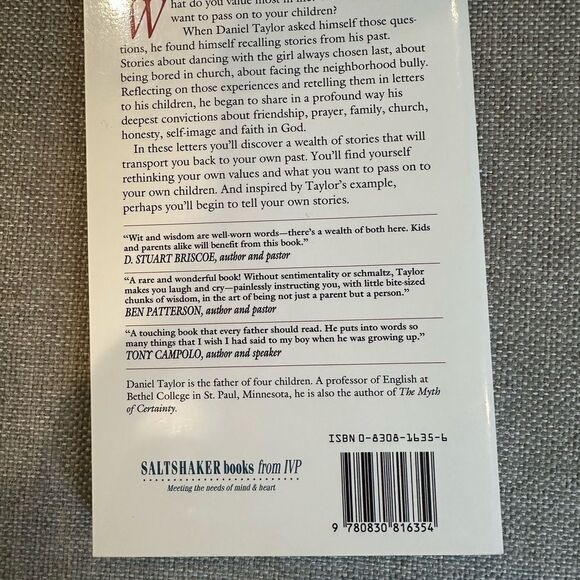 W
hat do you value most in life?
want to pass on to your children?
When Daniel Taylor asked himself those ques-
tions, he found himself recalling stories from his past.
Stories about dancing with the girl always chosen last, about
being bored in church, about facing the neighborhood bully.
Reflecting on those experiences and retelling them in letters
to his children, he began to share in a profound way his
deepest convictions about friendship, prayer, family, church,
honesty, self-image and faith in God.
In these letters you'll discover a wealth of stories that will
transport you back to your own past. You'll find yourself
rethinking your own values and what you want to pass on to
your own children. And inspired by Taylor's example,
perhaps you'll begin to tell your own stories.
"Wit and wisdom are well-worn words—there's a wealth of both here. Kids
and parents alike will benefit from this book."
D. STUART BRISCOE, author and pastor
"A rare and wonderful book! Without sentimentality or schmaltz, Taylor
makes you laugh and cry—painlessly instructing you, with little bite-sized
chunks of wisdom, in the art of being not just a parent but a person."
BEN PATTERSON, author and pastor
"A touching book that every father should read. He puts into words so
many things that I wish I had said to my boy when he was growing up."
TONY CAMPOLO, author and speaker
Daniel Taylor is the father of four children. A professor of English at
Bethel College in St. Paul, Minnesota, he is also the author of The Myth
of Certainty.
ISBN 0-8308-1635-6
SALTSHAKER books from IVP
Meeting the needs of mind & heart
9 780830 816354